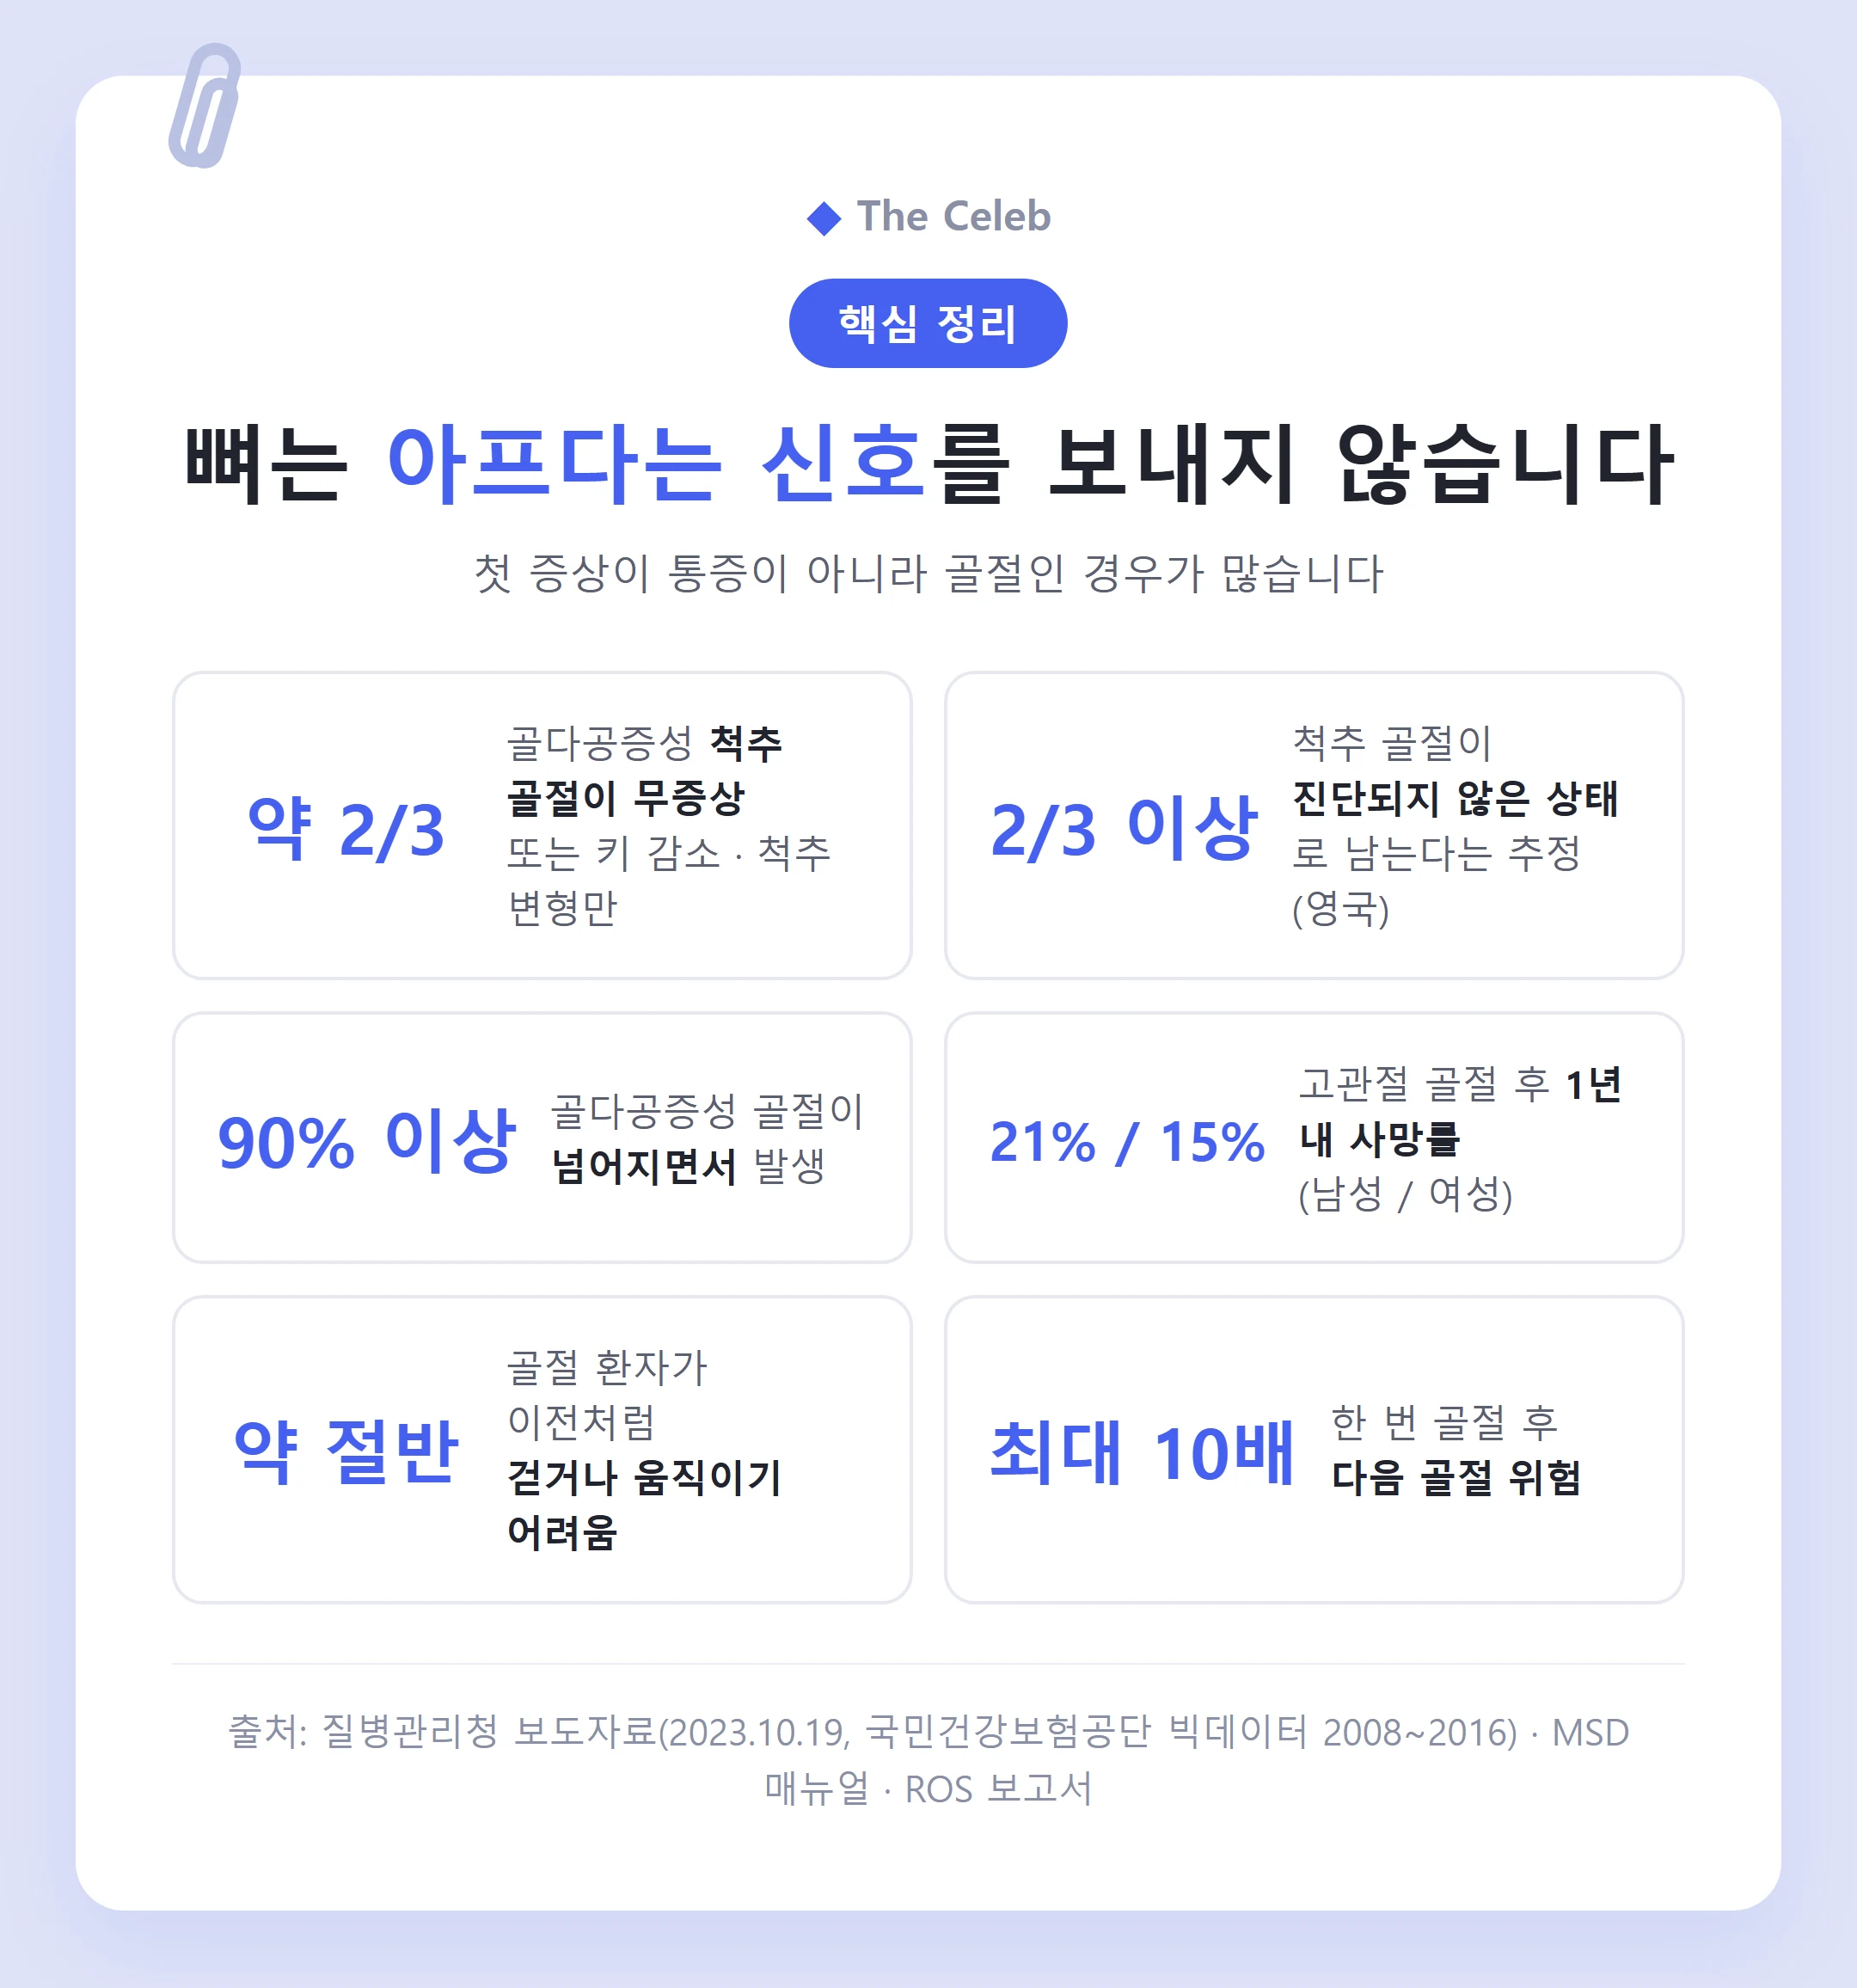 The Celeb
핵심 정리
뼈는 아프다는 신호를 보내지 않습니다
첫 증상이 통증이 아니라 골절인 경우가 많습니다
약 2/3
골다공증성 척추
골절이 무증상
또는 키 감소 · 척추
변형만
2/3 이상
척추 골절이
진단되지 않은 상태
로 남는다는 추정
(영국)
90% 이상
골다공증성 골절이
넘어지면서 발생
21% / 15%
고관절 골절 후 1년
내 사망률
(남성 / 여성)
약 절반
골절 환자가
이전처럼
걷거나 움직이기
어려움
최대 10배
한 번 골절 후
다음 골절 위험
출처: 질병관리청 보도자료(2023.10.19, 국민건강보험공단 빅데이터 2008~2016) · MSD
매뉴얼 · ROS 보고서